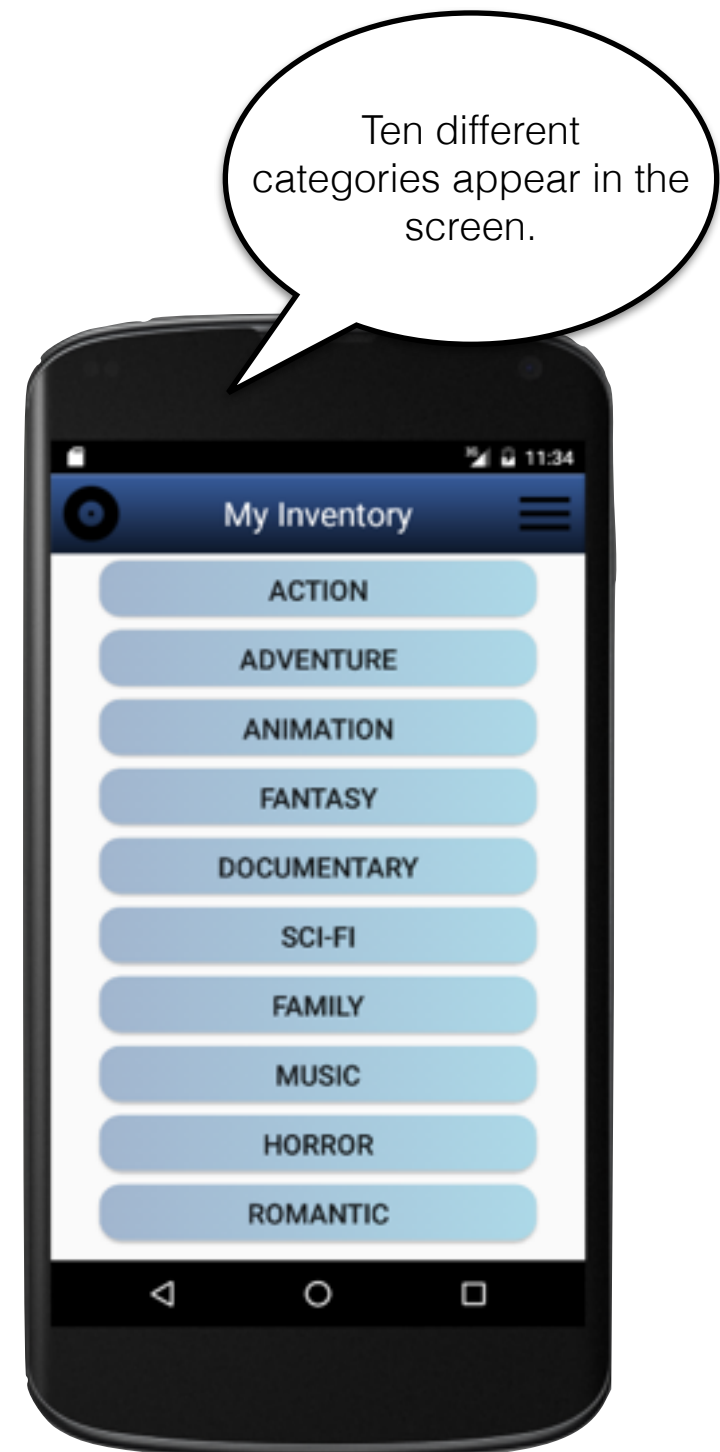 Ten different
categories appear in the
screen.
3G 11:34
My Inventory
ACTION
ADVENTURE
ANIMATION
FANTASY
DOCUMENTARY
SCI-FI
FAMILY
MUSIC
HORROR
ROMANTIC